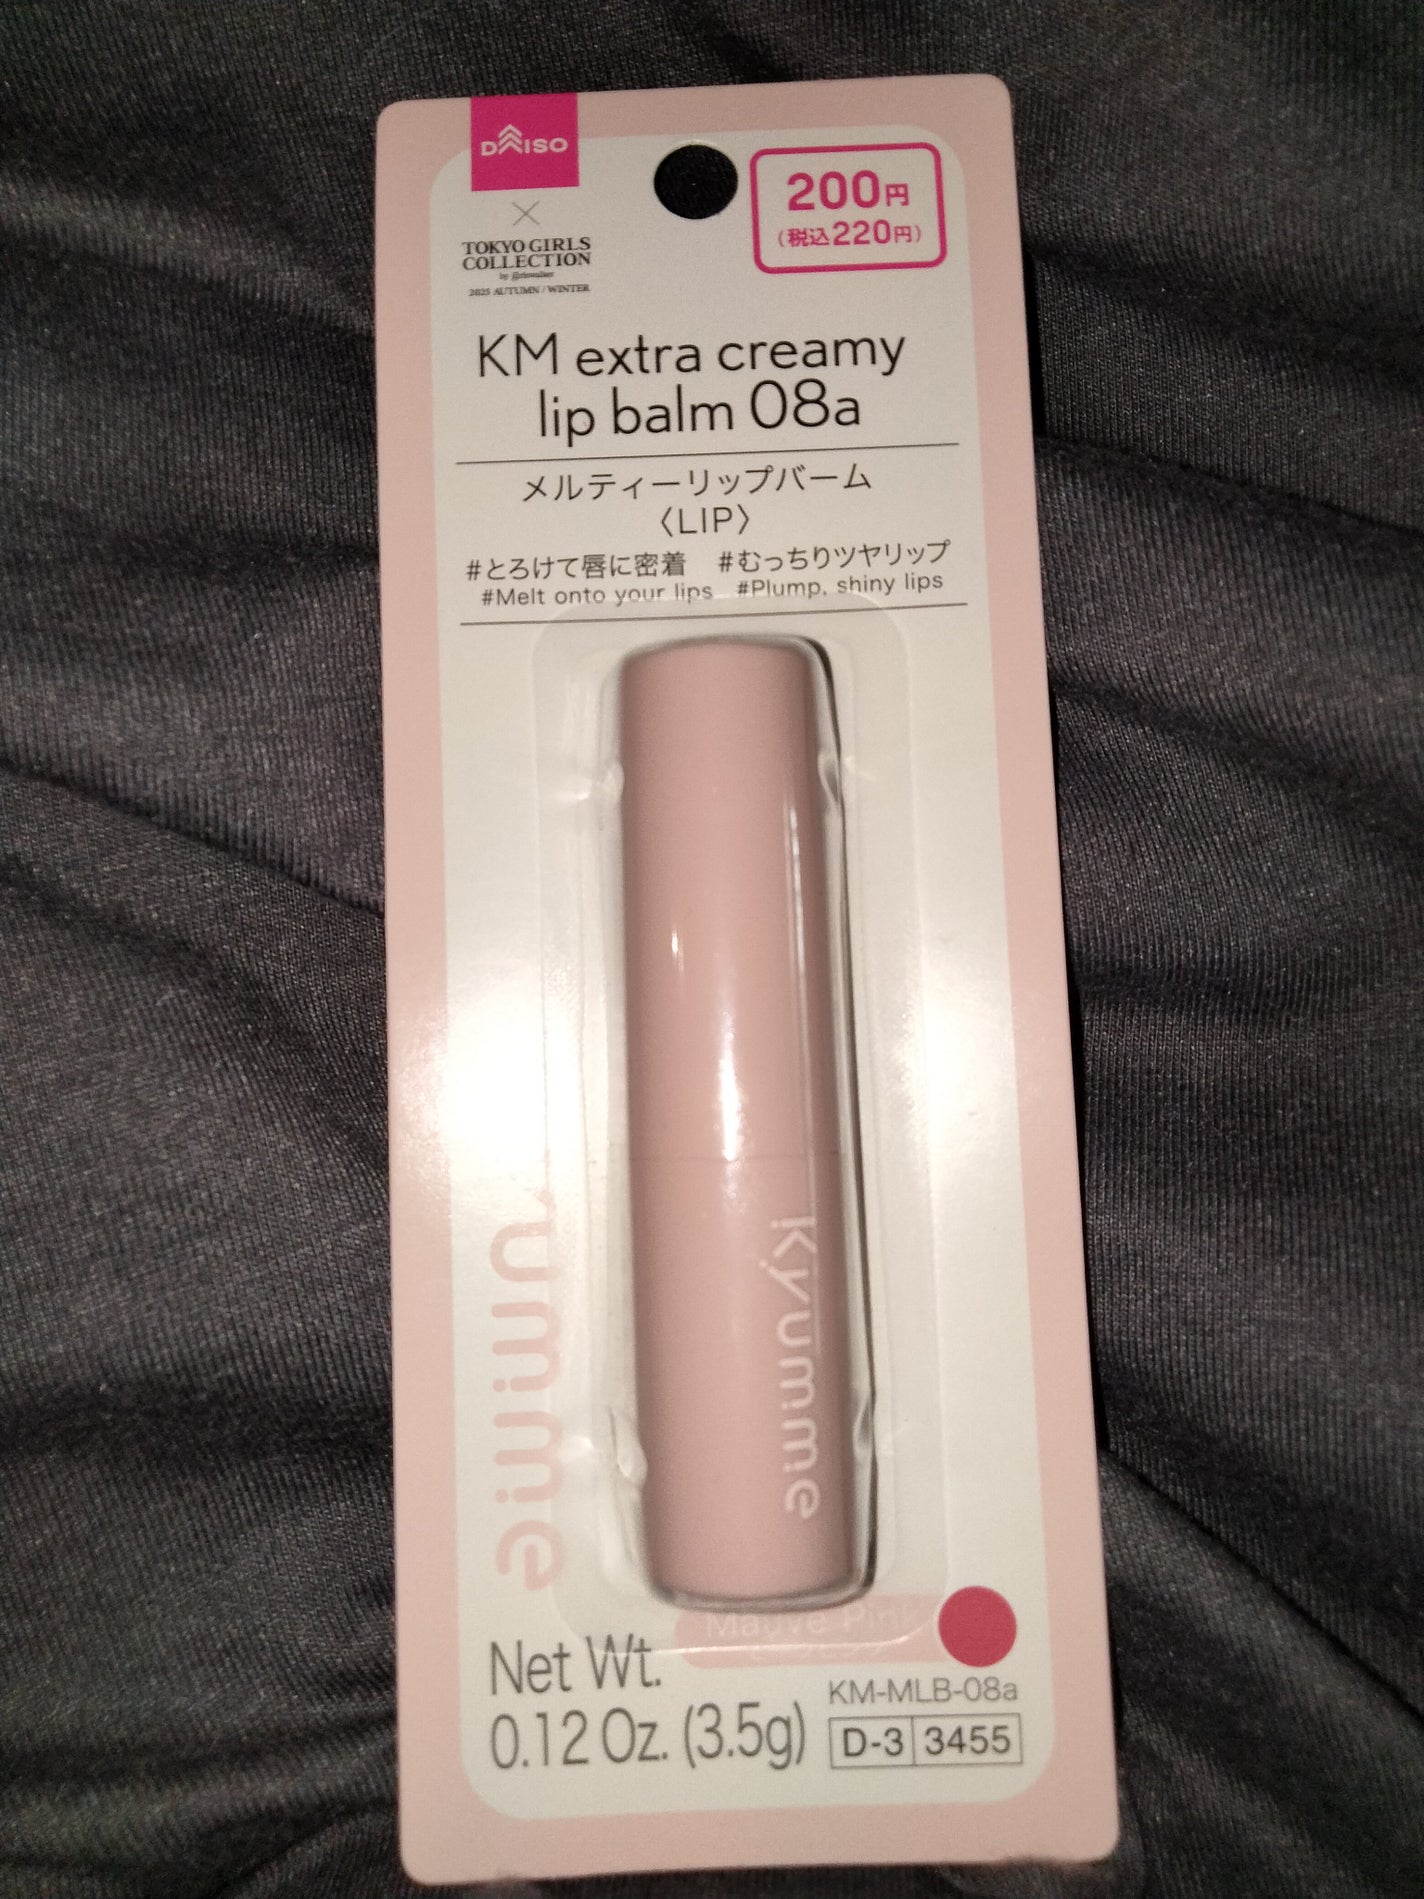 DAISO
×
TOKYO GIRLS
COLLECTION
by girlswalker
2025 AUTUMN / WINTER
200円
(税込220円)
KM extra creamy
lip balm 08a
メルティーリップバーム
〈LIP〉
#とろけて唇に密着 #むっちりツヤリップ
#Melt onto your lips #Plump, shiny lips
Kyumme
umme
Mauve Pink
Net Wt.
0.12 Oz. (3.5g)
KM-MLB-08a
D-3 3455